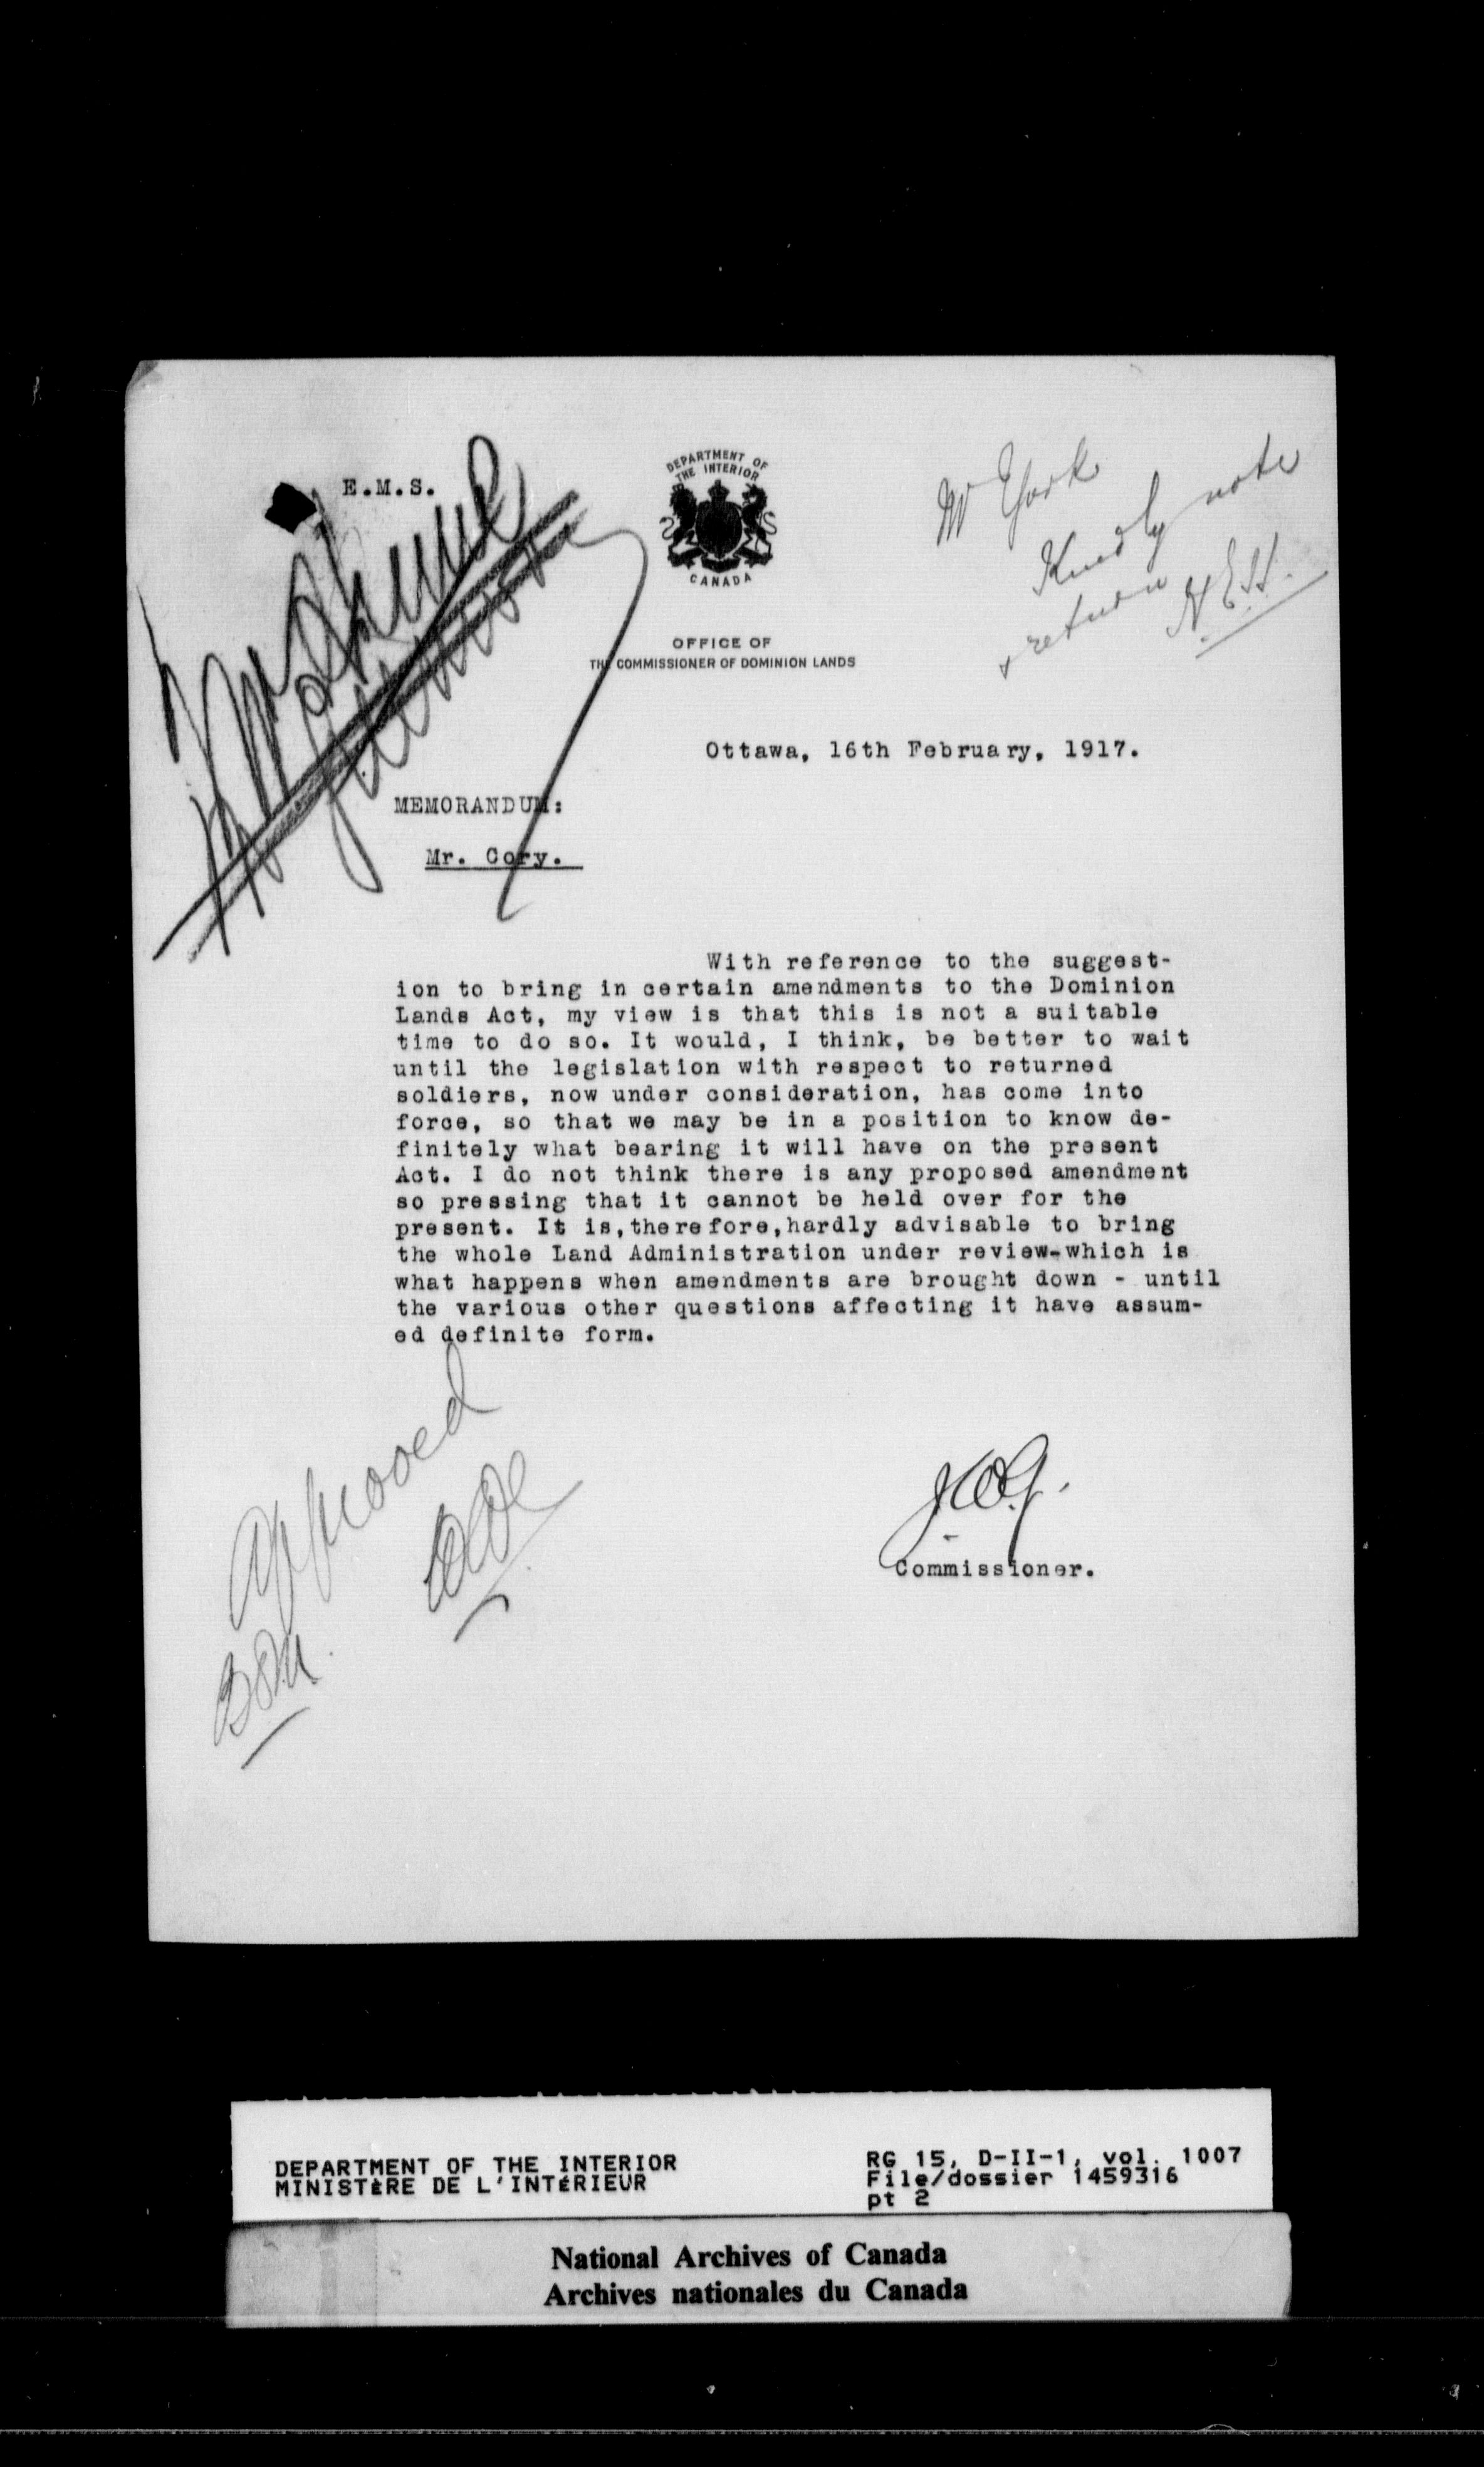 E.M.S.
DEPARTMENT OF
THE INTERIOR
CANADA
Mr York
Kindly note
& return
N.E.H.
OFFICE OF
THE COMMISSIONER OF DOMINION LANDS
Ottawa, 16th February, 1917.
MEMORANDUM:
Mr. Cory.
With reference to the suggest-
ion to bring in certain amendments to the Dominion
Lands Act, my view is that this is not a suitable
time to do so. It would, I think, be better to wait
until the legislation with respect to returned
soldiers, now under consideration, has come into
force, so that we may be in a position to know de-
finitely what bearing it will have on the present
Act. I do not think there is any proposed amendment
so pressing that it cannot be held over for the
present. It is,therefore,hardly advisable to bring
the whole Land Administration under review-which is
what happens when amendments are brought down - until
the various other questions affecting it have assum-
ed definite form.
Approved
Commissioner.
DEPARTMENT OF THE INTERIOR
MINISTÈRE DE L'INTÉRIEUR
RG 15, D-II-1, vol. 1007
File/dossier 1459316
pt 2
National Archives of Canada
Archives nationales du Canada